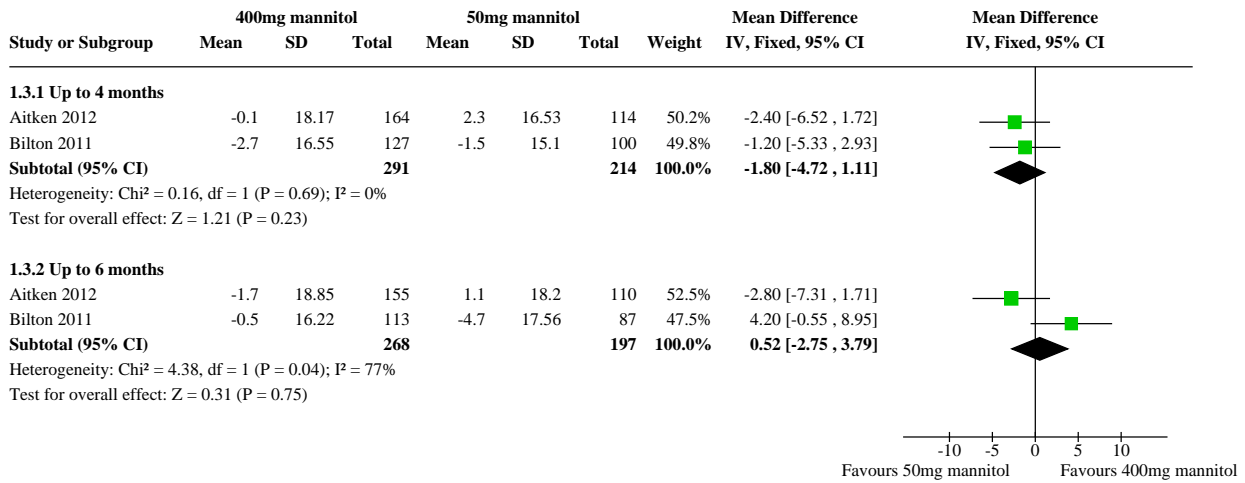 400mg mannitol 50mg mannitol Mean Difference Mean Difference
Study or Subgroup Mean SD Total Mean SD Total Weight IV, Fixed, 95% CI IV, Fixed, 95% CI
1.3.1 Up to 4 months
Aitken 2012 -0.1 18.17 164 2.3 16.53 114 50.2% -2.40 [-6.52 , 1.72]
Bilton 2011 -2.7 16.55 127 -1.5 15.1 100 49.8% -1.20 [-5.33 , 2.93]
Subtotal (95% CI) 291 214 100.0% -1.80 [-4.72 , 1.11]
Heterogeneity: Chi² = 0.16, df = 1 (P = 0.69); I² = 0%
Test for overall effect: Z = 1.21 (P = 0.23)
1.3.2 Up to 6 months
Aitken 2012 -1.7 18.85 155 1.1 18.2 110 52.5% -2.80 [-7.31 , 1.71]
Bilton 2011 -0.5 16.22 113 -4.7 17.56 87 47.5% 4.20 [-0.55 , 8.95]
Subtotal (95% CI) 268 197 100.0% 0.52 [-2.75 , 3.79]
Heterogeneity: Chi² = 4.38, df = 1 (P = 0.04); I² = 77%
Test for overall effect: Z = 0.31 (P = 0.75)
-10 -5 0 5 10
Favours 50mg mannitol Favours 400mg mannitol